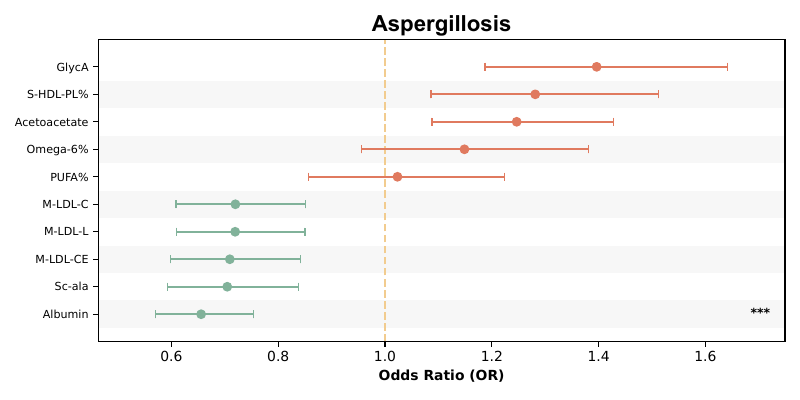 Aspergillosis
GlycA
S-HDL-PL%
Acetoacetate
Omega-6%
PUFA%
M-LDL-C
M-LDL-L
M-LDL-CE
Sc-ala
Albumin
***
0.6 0.8 1.0 1.2 1.4 1.6
Odds Ratio (OR)